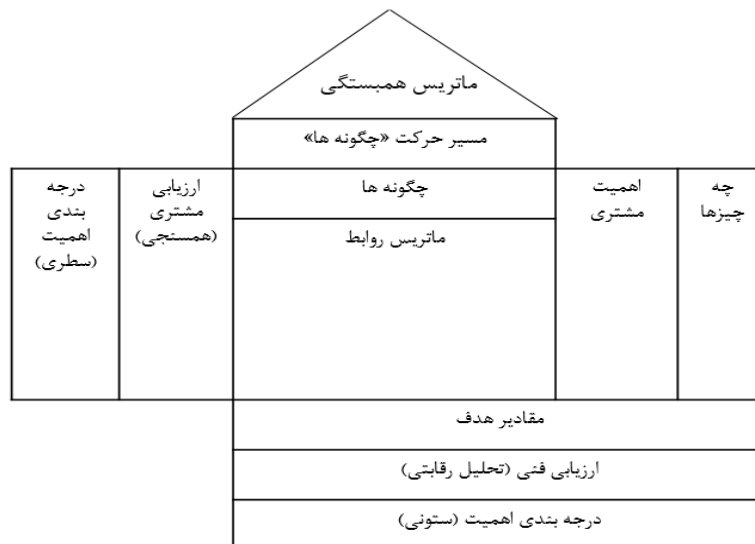 ماتریس همبستگی
مسیر حرکت «چگونه ها»
چه
چیزها
اهمیت
مشتری
چگونه ها
ماتریس روابط
ارزیابی
مشتری
(همسنجی)
درجه
بندی
اهمیت
(سطری)
مقادیر هدف
ارزیابی فنی (تحلیل رقابتی)
درجه بندی اهمیت (ستونی)